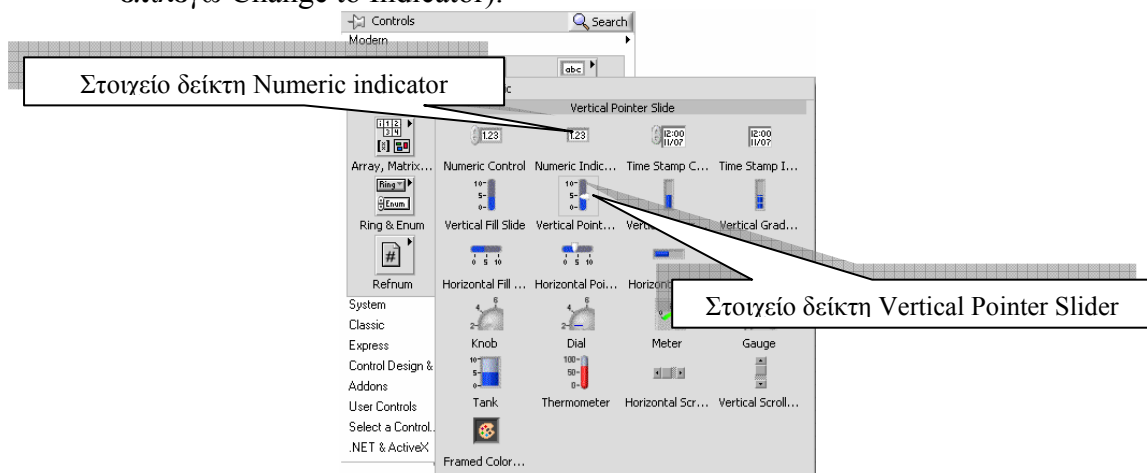 επιλογώ Change to Indicator).
Controls
Search
Modern
abc
Στοιχείο δείκτη Numeric indicator
Vertical Pointer Slide
Array, Matrix...
Numeric Control
Numeric Indic...
Time Stamp C...
Time Stamp I...
Ring & Enum
Vertical Fill Slide
Vertical Point...
Vertical Grad...
Refnum
Horizontal Fill ...
Horizontal Poi...
Στοιχείο δείκτη Vertical Pointer Slider
System
Classic
Express
Knob
Dial
Meter
Gauge
Control Design &
Addons
User Controls
Tank
Thermometer
Horizontal Scr...
Vertical Scroll...
Select a Control..
.NET & ActiveX
Framed Color...